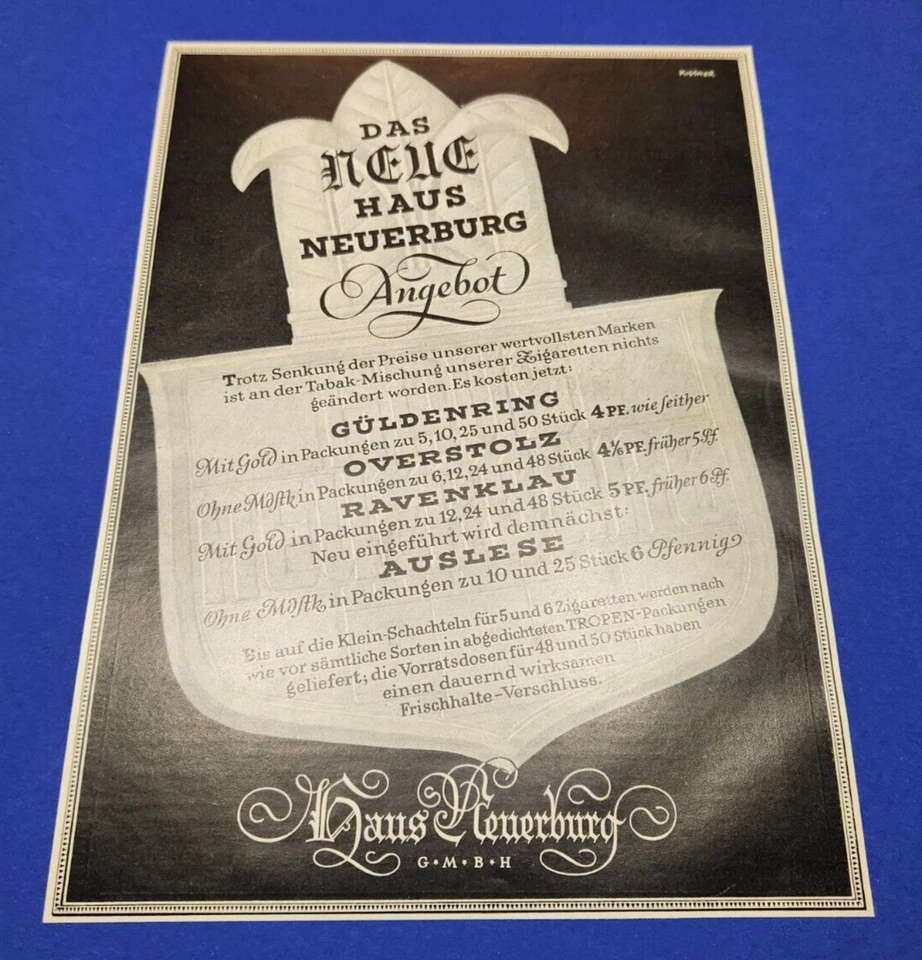 DAS
NEUE
HAUS
NEUERBURG
Angebot
Trotz Senkung der Preise unserer wertvollsten Marken
ist an der Tabak-Mischung unserer Zigaretten nichts
geändert worden. Es kosten jetzt:
GÜLDENRING
Mit Gold in Packungen zu 5, 10, 25 und 50 Stück 4 PF. wie seither
OVERSTOLZ
Ohne Mdstk. in Packungen zu 6, 12, 24 und 48 Stück 4½ PF. früher 5 Pf.
RAVENKLAU
Mit Gold in Packungen zu 12, 24 und 48 Stück 5 PF. früher 6 Pf.
Neu eingeführt wird demnächst:
AUSLESE
Ohne Mdstk. in Packungen zu 10 und 25 Stück 6 Pfennig
Bis auf die Klein-Schachteln für 5 und 6 Zigaretten werden nach
wie vor sämtliche Sorten in abgedichteten TROPEN-Packungen
geliefert; die Vorratsdosen für 48 und 50 Stück haben
einen dauernd wirksamen
Frischhalte-Verschluss.
Haus Neuerburg
G•M•B•H